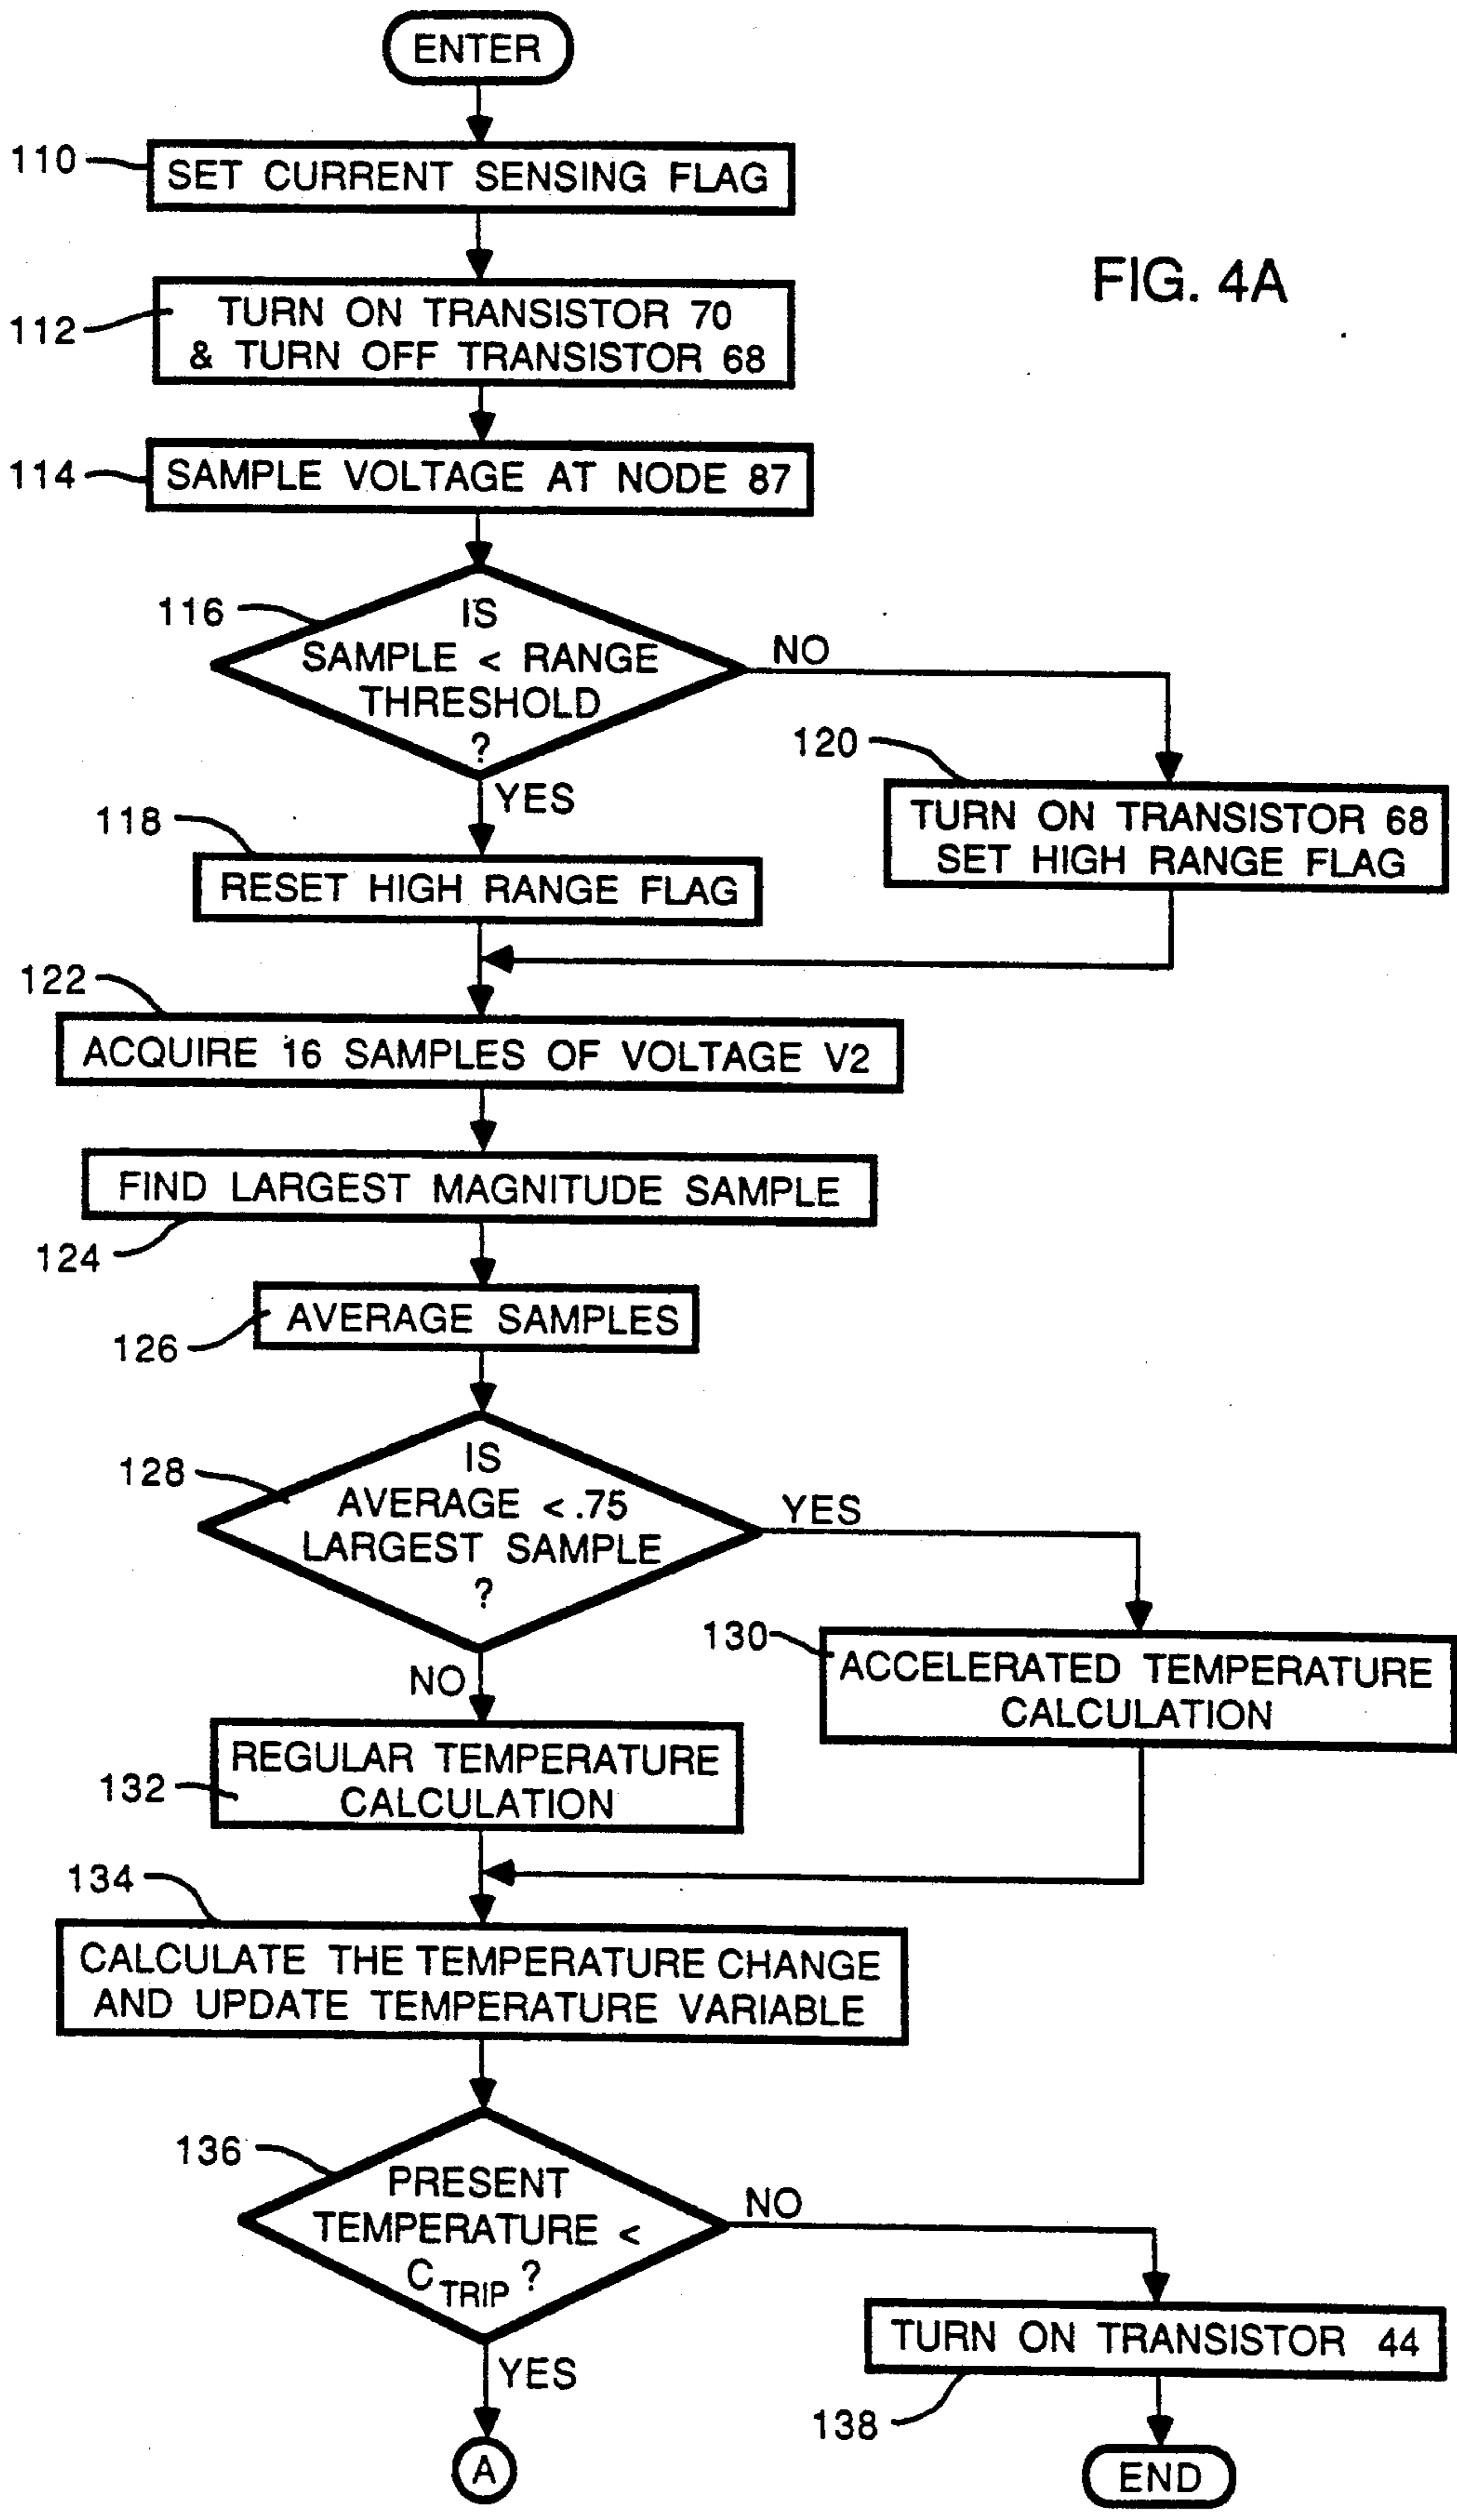 ENTER
110
SET CURRENT SENSING FLAG
FIG. 4A
112
TURN ON TRANSISTOR 70
& TURN OFF TRANSISTOR 68
114
SAMPLE VOLTAGE AT NODE 87
116
IS
SAMPLE < RANGE
THRESHOLD
?
NO
YES
120
TURN ON TRANSISTOR 68
SET HIGH RANGE FLAG
118
RESET HIGH RANGE FLAG
122
ACQUIRE 16 SAMPLES OF VOLTAGE V2
FIND LARGEST MAGNITUDE SAMPLE
124
AVERAGE SAMPLES
126
128
IS
AVERAGE < .75
LARGEST SAMPLE
?
YES
NO
130
ACCELERATED TEMPERATURE
CALCULATION
132
REGULAR TEMPERATURE
CALCULATION
134
CALCULATE THE TEMPERATURE CHANGE
AND UPDATE TEMPERATURE VARIABLE
136
PRESENT
TEMPERATURE <
C TRIP ?
NO
YES
TURN ON TRANSISTOR 44
138
A
END